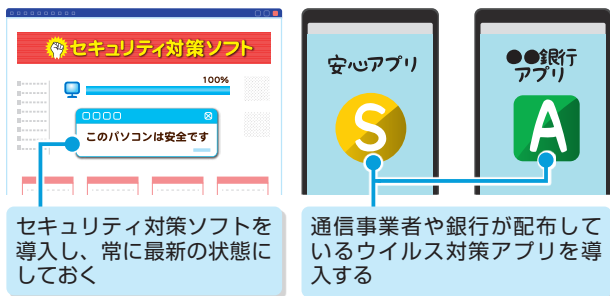 セキュリティ対策ソフト
100%
このパソコンは安全です
セキュリティ対策ソフトを
導入し、常に最新の状態に
しておく
安心アプリ
S
●●銀行
アプリ
A
通信事業者や銀行が配布して
いるウイルス対策アプリを導
入する